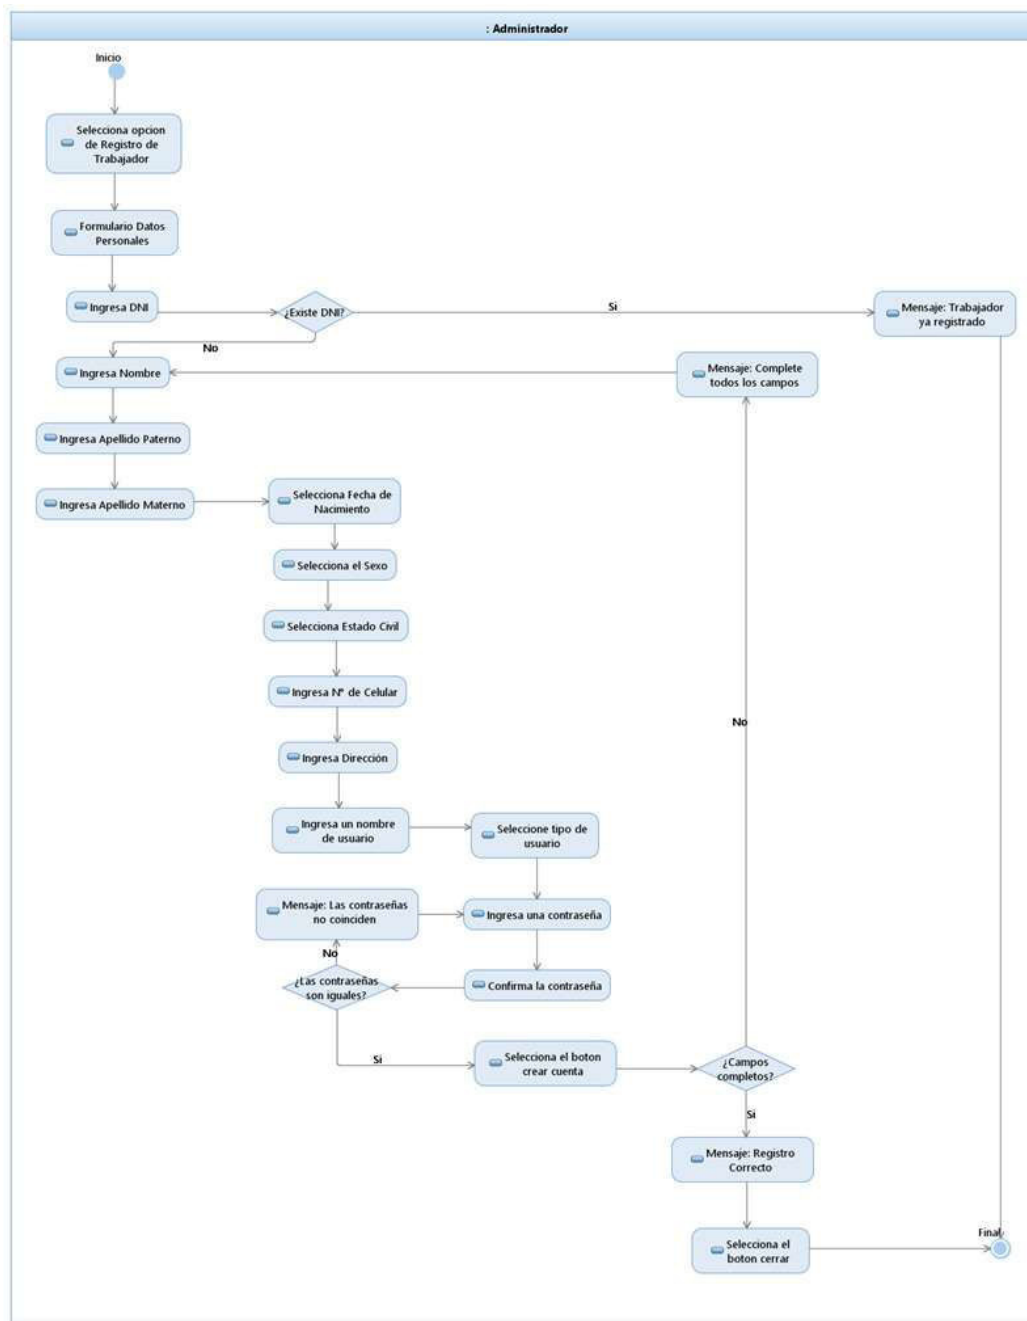 : Administrador
Inicio
Selecciona opcion
de Registro de
Trabajador
Formulario Datos
Personales
Ingresa DNI
¿Existe DNI?
Si
Mensaje: Trabajador
ya registrado
No
Ingresa Nombre
Mensaje: Complete
todos los campos
Ingresa Apellido Paterno
Ingresa Apellido Materno
Selecciona Fecha de
Nacimiento
Selecciona el Sexo
Selecciona Estado Civil
Ingresa N° de Celular
No
Ingresa Dirección
Ingresa un nombre
de usuario
Seleccione tipo de
usuario
Mensaje: Las contraseñas
no coinciden
Ingresa una contraseña
No
¿Las contraseñas
son iguales?
Confirma la contraseña
Si
Selecciona el boton
crear cuenta
¿Campos
completos?
Si
Mensaje: Registro
Correcto
Final
Selecciona el
boton cerrar